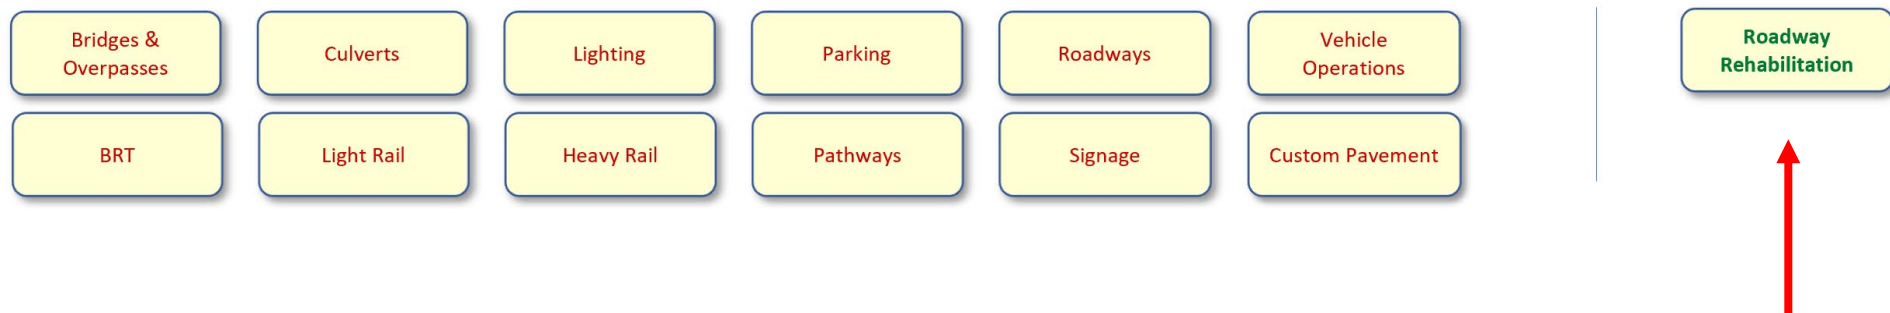 Bridges &
Overpasses
Culverts
Lighting
Parking
Roadways
Vehicle
Operations
Roadway
Rehabilitation
BRT
Light Rail
Heavy Rail
Pathways
Signage
Custom Pavement